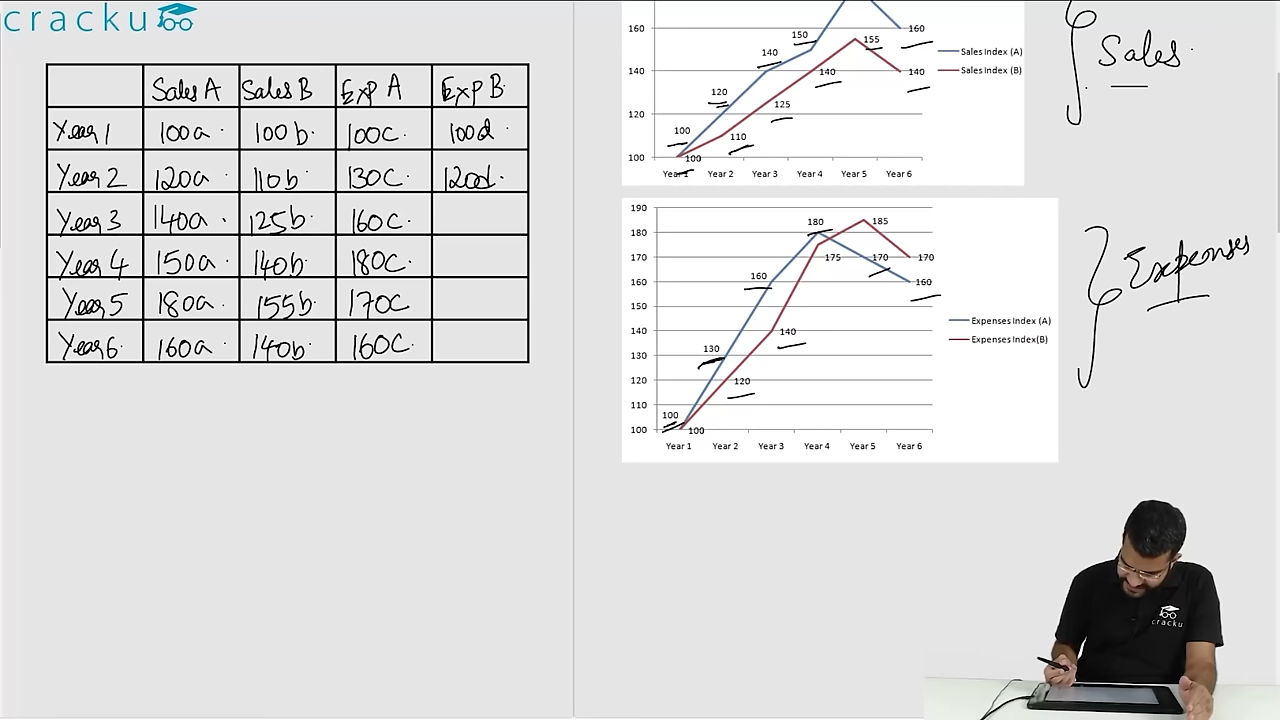 cracku
Sales A Sales B Exp A Exp B
Year 1 100a 100b 100c 100d
Year 2 120a 110b 130c 120d
Year 3 140a 125b 160c
Year 4 150a 140b 180c
Year 5 180a 155b 170c
Year 6 160a 140b 160c
160
140
120
100
100
120
140
150
160
100
110
125
140
155
140
Year 1 Year 2 Year 3 Year 4 Year 5 Year 6
Sales Index (A)
Sales Index (B)
Sales
190
180
170
160
150
140
130
120
110
100
100
130
160
180
170
160
100
120
140
175
185
170
Year 1 Year 2 Year 3 Year 4 Year 5 Year 6
Expenses Index (A)
Expenses Index(B)
Expenses
cracku